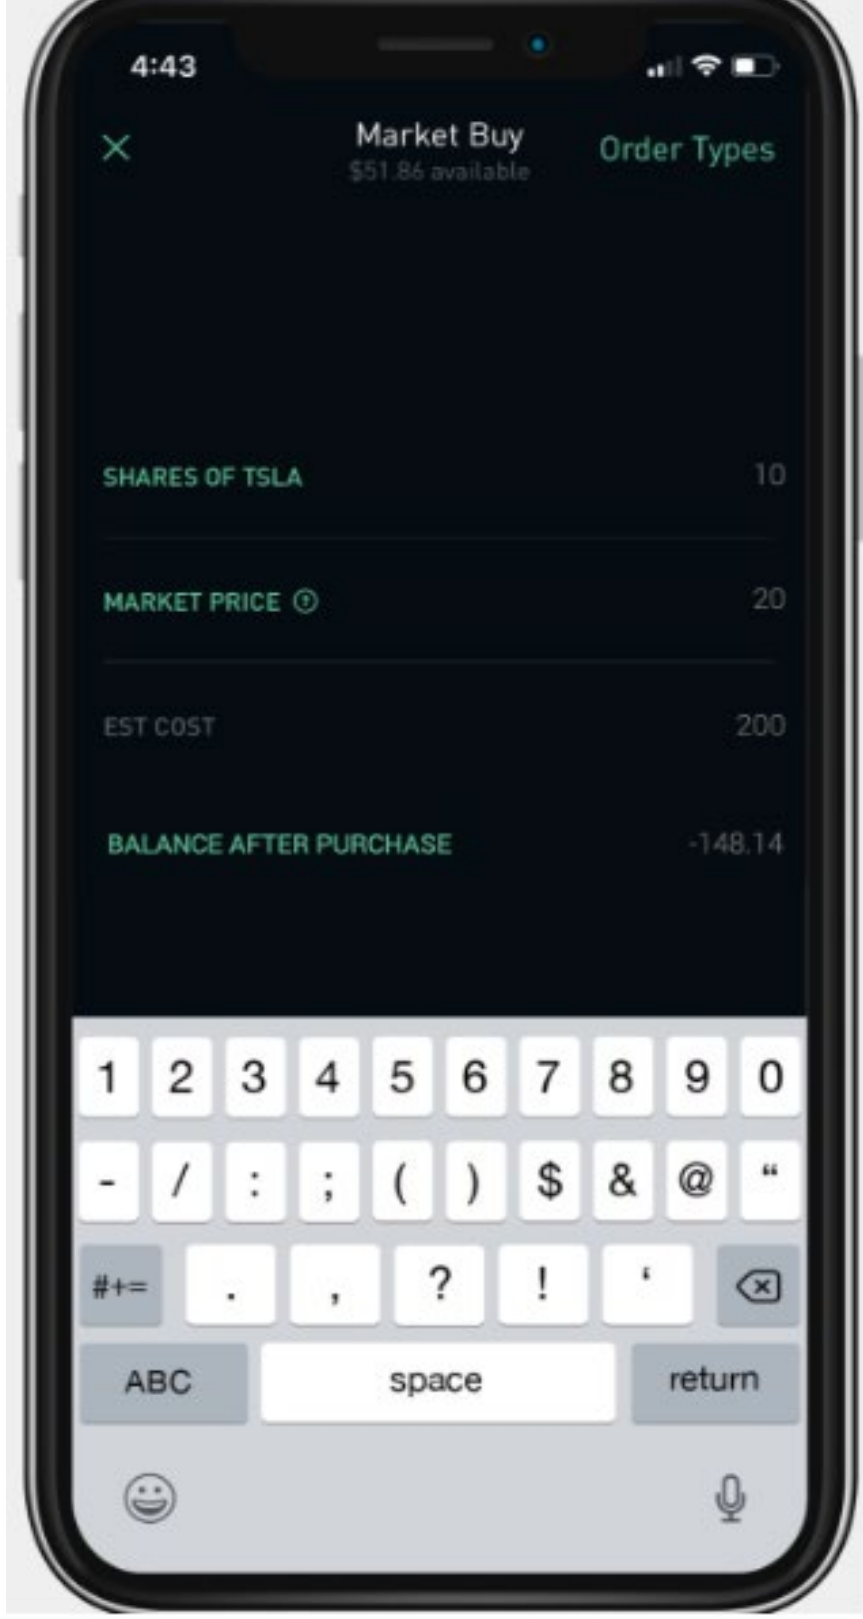 4:43
Market Buy
$51.86 available
Order Types
SHARES OF TSLA 10
MARKET PRICE ? 20
EST COST 200
BALANCE AFTER PURCHASE -148.14
1 2 3 4 5 6 7 8 9 0
- / : ; ( ) $ & @ “
#+= . , ? ! ‘
ABC space return